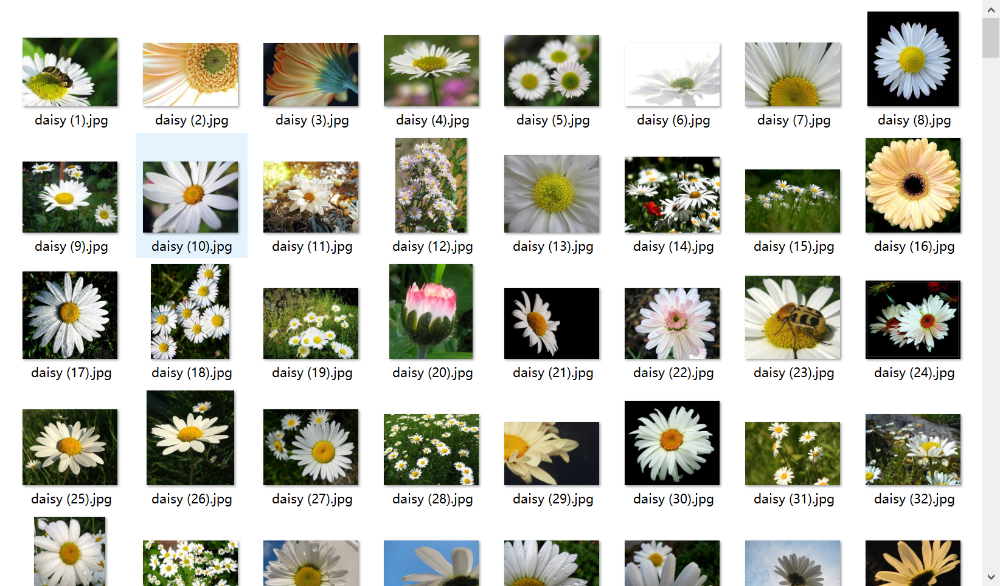 daisy (1).jpg daisy (2).jpg daisy (3).jpg daisy (4).jpg daisy (5).jpg daisy (6).jpg daisy (7).jpg daisy (8).jpg
daisy (9).jpg daisy (10).jpg daisy (11).jpg daisy (12).jpg daisy (13).jpg daisy (14).jpg daisy (15).jpg daisy (16).jpg
daisy (17).jpg daisy (18).jpg daisy (19).jpg daisy (20).jpg daisy (21).jpg daisy (22).jpg daisy (23).jpg daisy (24).jpg
daisy (25).jpg daisy (26).jpg daisy (27).jpg daisy (28).jpg daisy (29).jpg daisy (30).jpg daisy (31).jpg daisy (32).jpg